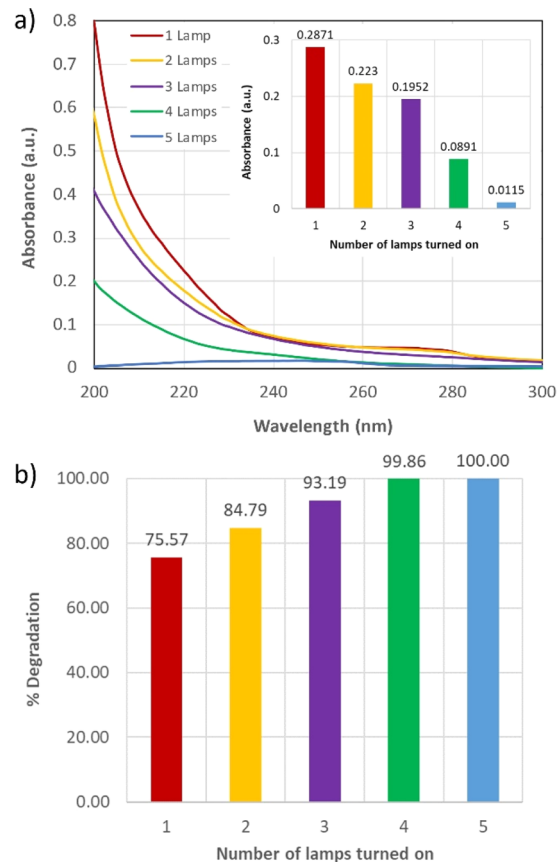 a)
0.8
0.7
0.6
0.5
0.4
0.3
0.2
0.1
0
Absorbance (a.u.)
1 Lamp
2 Lamps
3 Lamps
4 Lamps
5 Lamps
0.3
0.2
0.1
0
Absorbance (a.u.)
0.2871
0.223
0.1952
0.0891
0.0115
1 2 3 4 5
Number of lamps turned on
200 220 240 260 280 300
Wavelength (nm)
b)
100.00
80.00
60.00
40.00
20.00
0.00
% Degradation
75.57
84.79
93.19
99.86
100.00
1 2 3 4 5
Number of lamps turned on